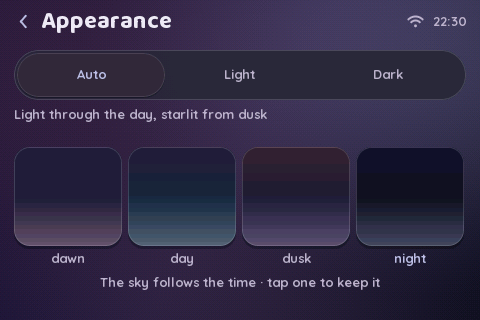 Appearance
22:30
Auto
Light
Dark
Light through the day, starlit from dusk
dawn
day
dusk
night
The sky follows the time · tap one to keep it